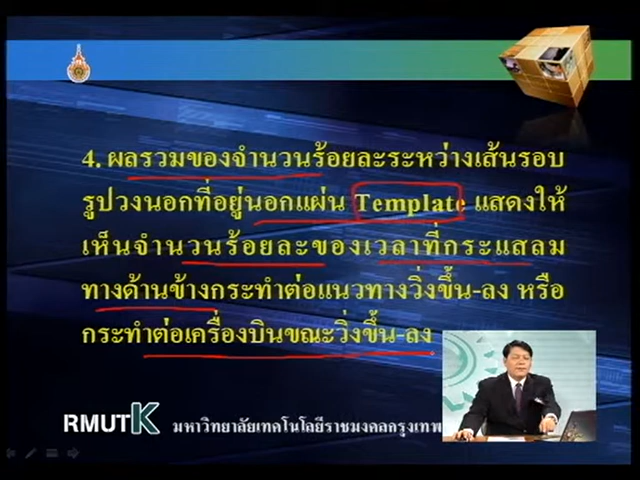 4. ผลรวมของจำนวนร้อยละระหว่างเส้นรอบ
รูปวงนอกที่อยู่นอกแผ่น Template แสดงให้
เห็นจำนวนร้อยละของเวลาที่กระแสลม
ทางด้านข้างกระทำต่อแนวทางวิ่งขึ้น-ลง หรือ
กระทำต่อเครื่องบินขณะวิ่งขึ้น-ลง
RMUTK มหาวิทยาลัยเทคโนโลยีราชมงคลกรุงเทพ